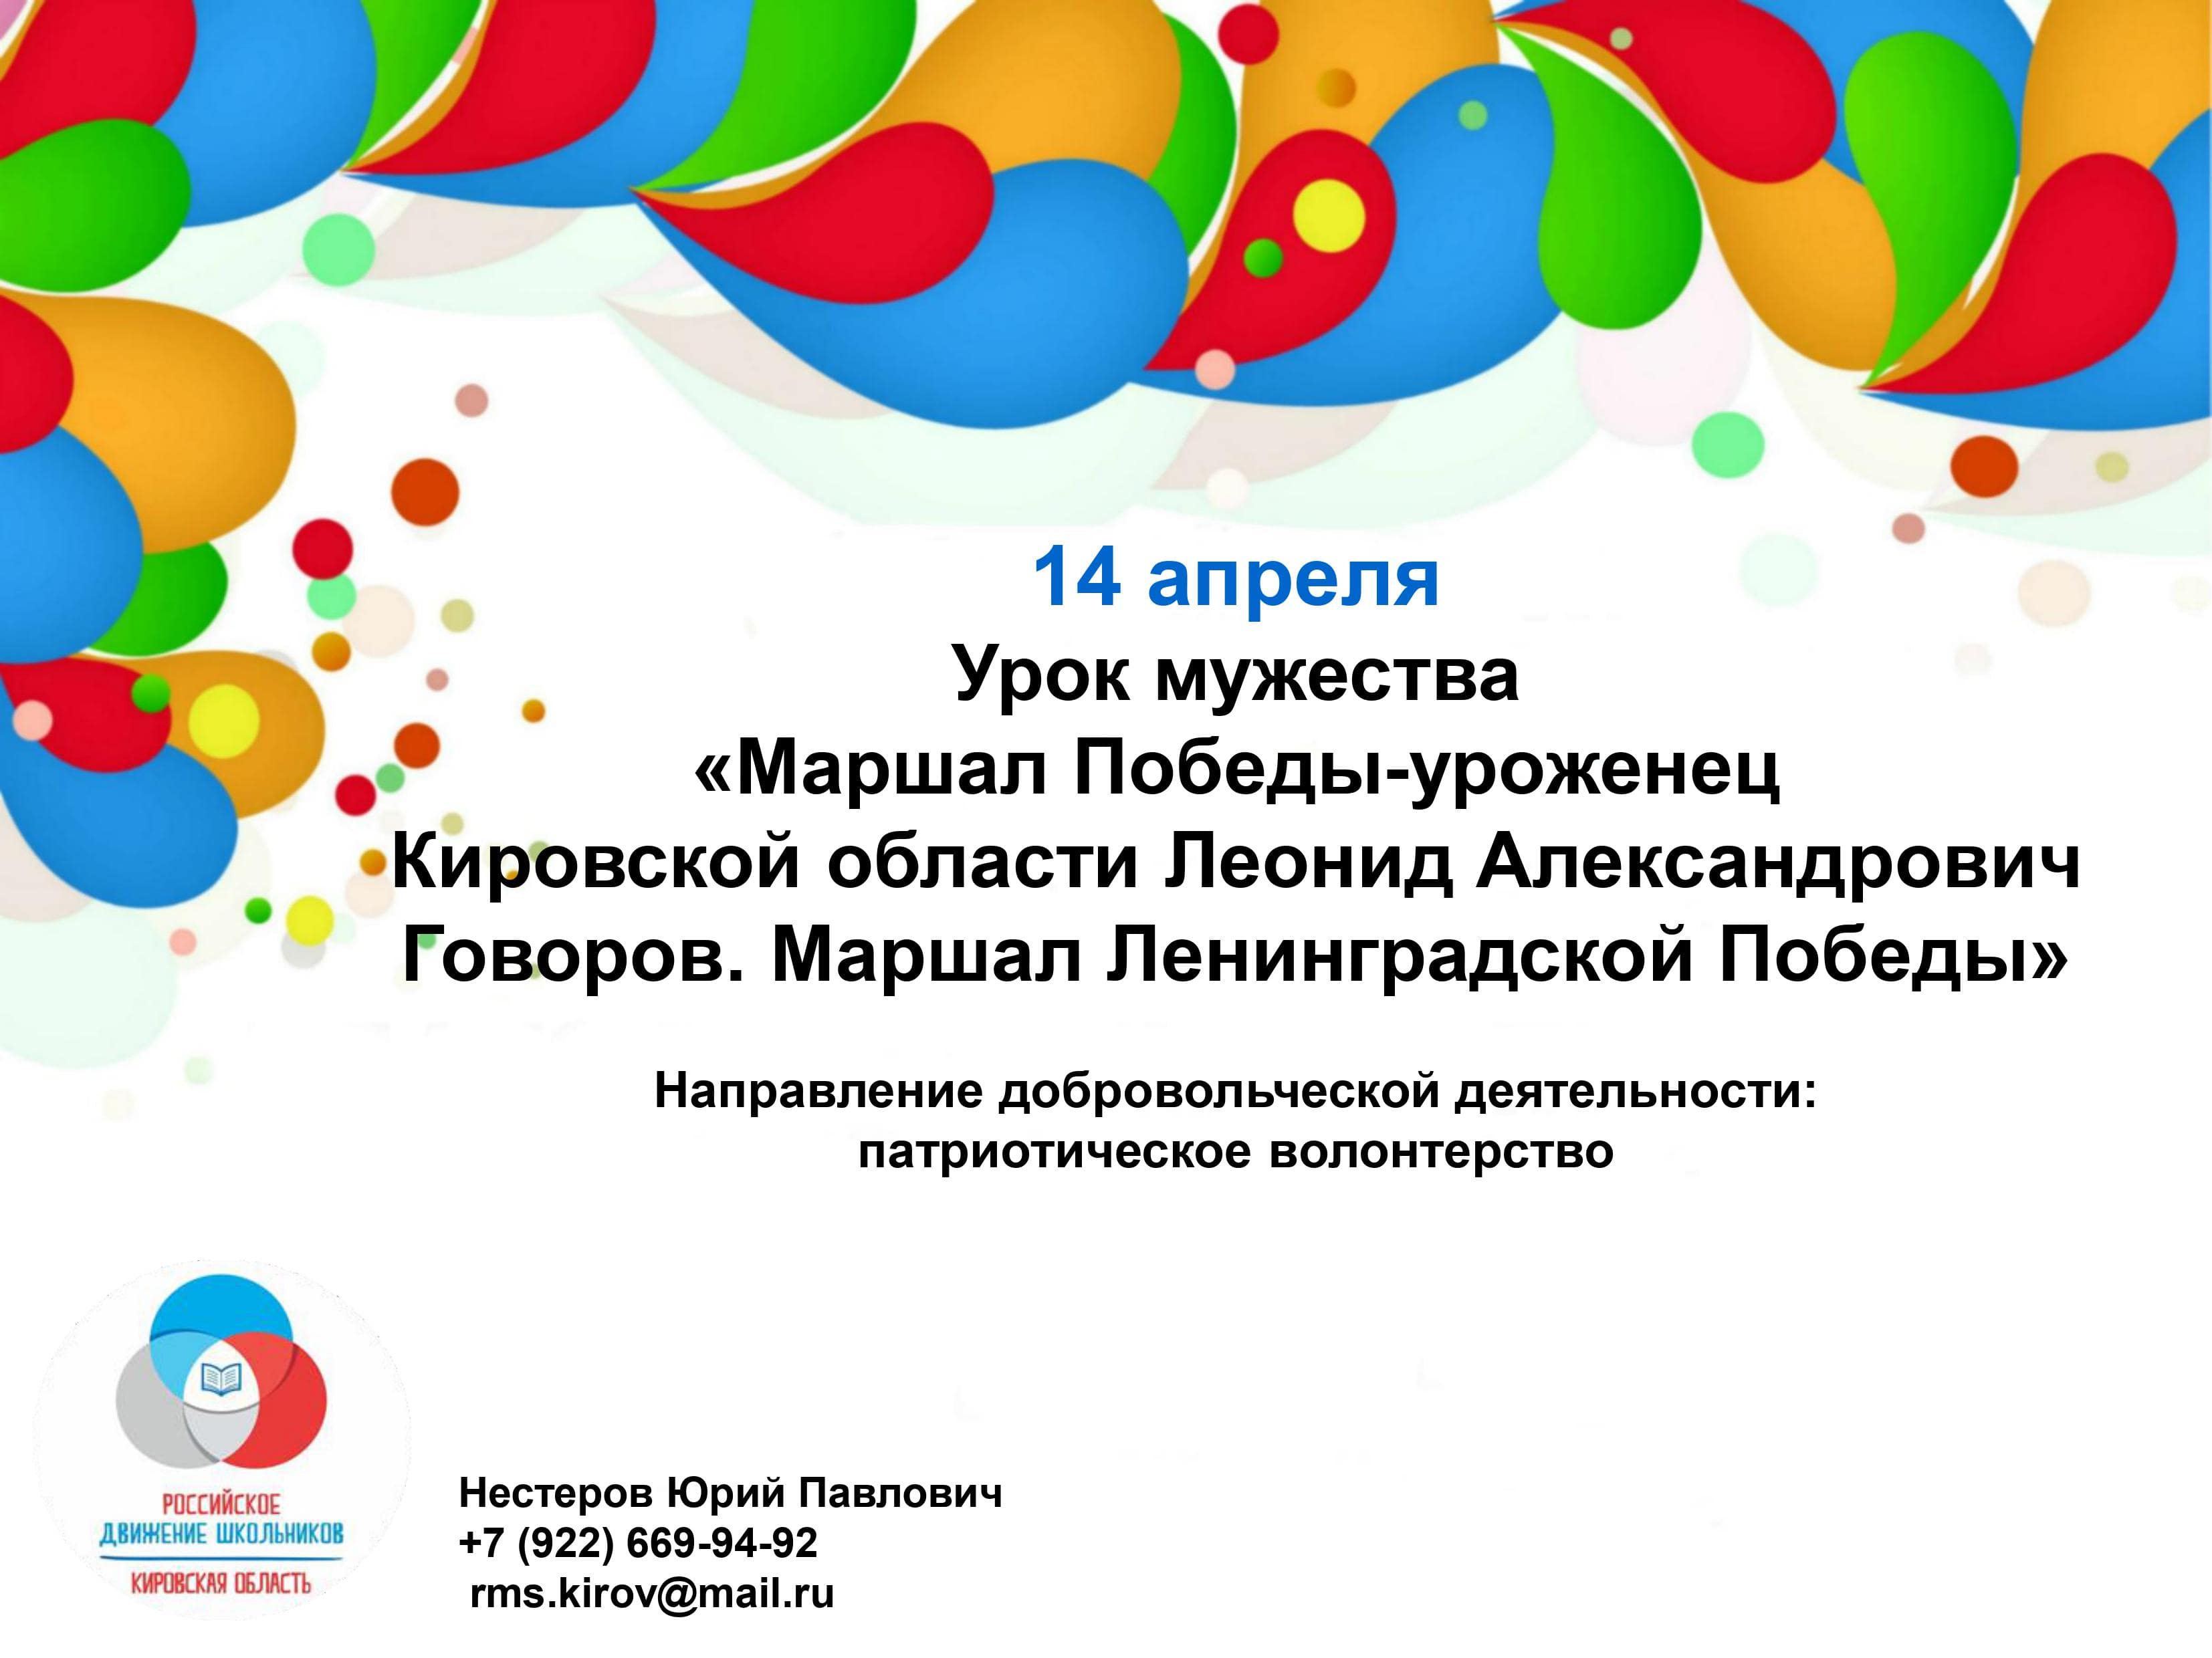 14 апреля
Урок мужества
«Маршал Победы-уроженец
Кировской области Леонид Александрович
Говоров. Маршал Ленинградской Победы»
Направление добровольческой деятельности:
патриотическое волонтерство
РОССИЙСКОЕ
ДВИЖЕНИЕ ШКОЛЬНИКОВ
КИРОВСКАЯ ОБЛАСТЬ
Нестеров Юрий Павлович
+7 (922) 669-94-92
rms.kirov@mail.ru